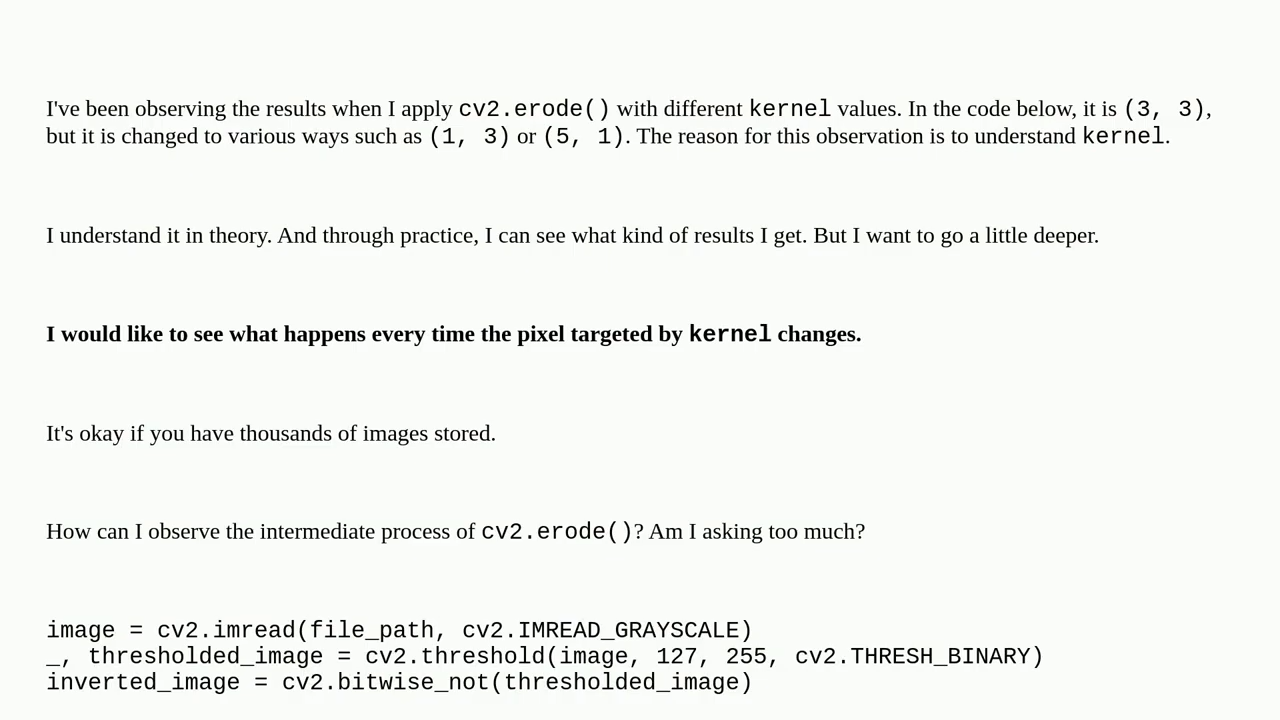 I've been observing the results when I apply cv2.erode() with different kernel values. In the code below, it is (3, 3),
but it is changed to various ways such as (1, 3) or (5, 1). The reason for this observation is to understand kernel.
I understand it in theory. And through practice, I can see what kind of results I get. But I want to go a little deeper.
I would like to see what happens every time the pixel targeted by kernel changes.
It's okay if you have thousands of images stored.
How can I observe the intermediate process of cv2.erode()? Am I asking too much?
image = cv2.imread(file_path, cv2.IMREAD_GRAYSCALE)
_, thresholded_image = cv2.threshold(image, 127, 255, cv2.THRESH_BINARY)
inverted_image = cv2.bitwise_not(thresholded_image)